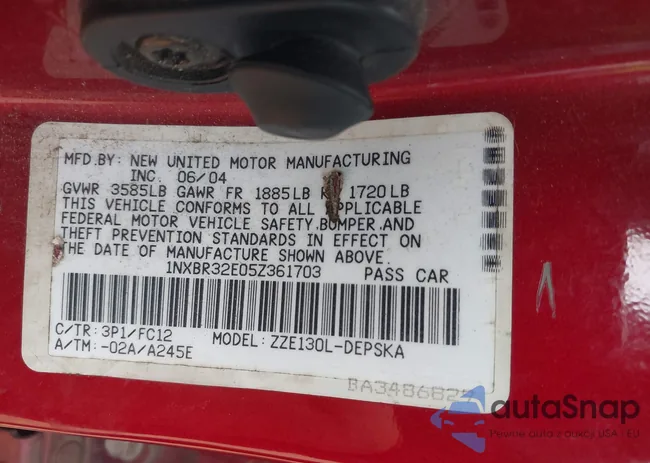 MFD.BY: NEW UNITED MOTOR MANUFACTURING
INC. 06/04
GVWR 3585LB GAWR FR 1885LB 1720LB
THIS VEHICLE CONFORMS TO ALL APPLICABLE
FEDERAL MOTOR VEHICLE SAFETY,BUMPER,AND
THEFT PREVENTION STANDARDS IN EFFECT ON
THE DATE OF MANUFACTURE SHOWN ABOVE.
1NXBR32E05Z361703 PASS CAR
C/TR: 3P1/FC12
A/TM: -02A/A245E MODEL: ZZE130L-DEPSKA
autaSnap